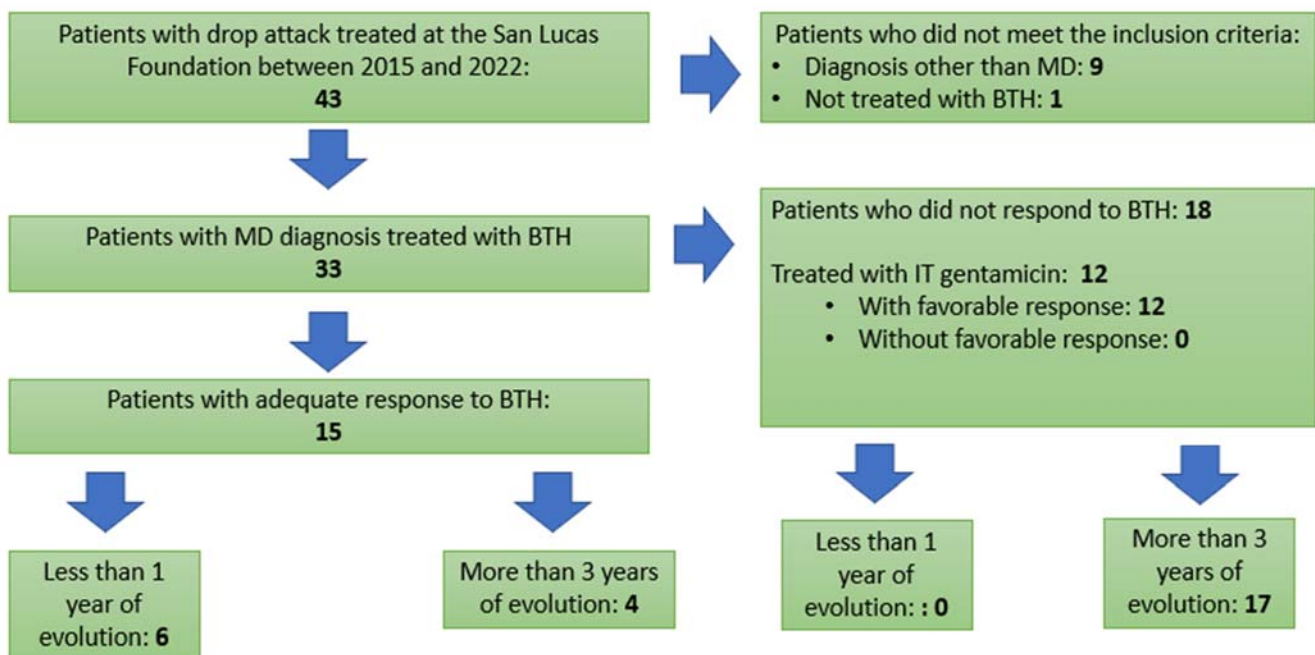 Patients with drop attack treated at the San Lucas
Foundation between 2015 and 2022:
43
Patients who did not meet the inclusion criteria:
• Diagnosis other than MD: 9
• Not treated with BTH: 1
Patients with MD diagnosis treated with BTH
33
Patients who did not respond to BTH: 18
Treated with IT gentamicin: 12
• With favorable response: 12
• Without favorable response: 0
Patients with adequate response to BTH:
15
Less than 1
year of
evolution: 6
More than 3 years
of evolution: 4
Less than 1
year of
evolution: : 0
More than 3
years of
evolution: 17